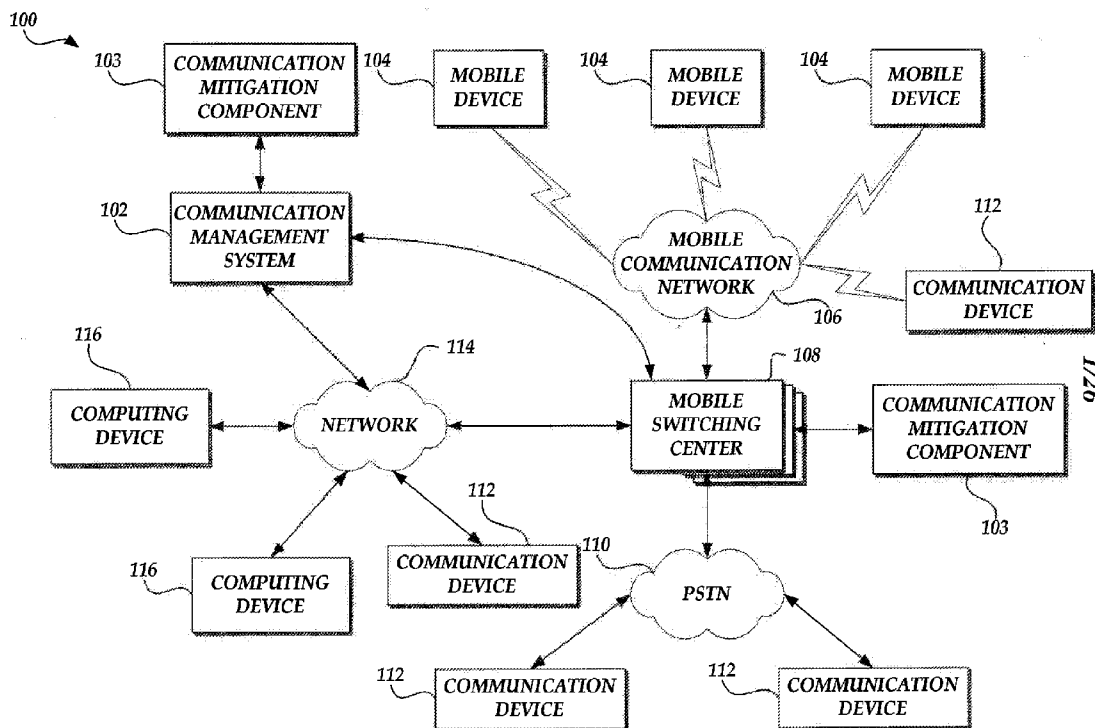 100
103
COMMUNICATION
MITIGATION
COMPONENT
104
MOBILE
DEVICE
104
MOBILE
DEVICE
104
MOBILE
DEVICE
102
COMMUNICATION
MANAGEMENT
SYSTEM
MOBILE
COMMUNICATION
NETWORK
106
112
COMMUNICATION
DEVICE
116
COMPUTING
DEVICE
114
NETWORK
108
MOBILE
SWITCHING
CENTER
COMMUNICATION
MITIGATION
COMPONENT
103
1/26
112
COMMUNICATION
DEVICE
116
COMPUTING
DEVICE
110
PSTN
112
COMMUNICATION
DEVICE
112
COMMUNICATION
DEVICE